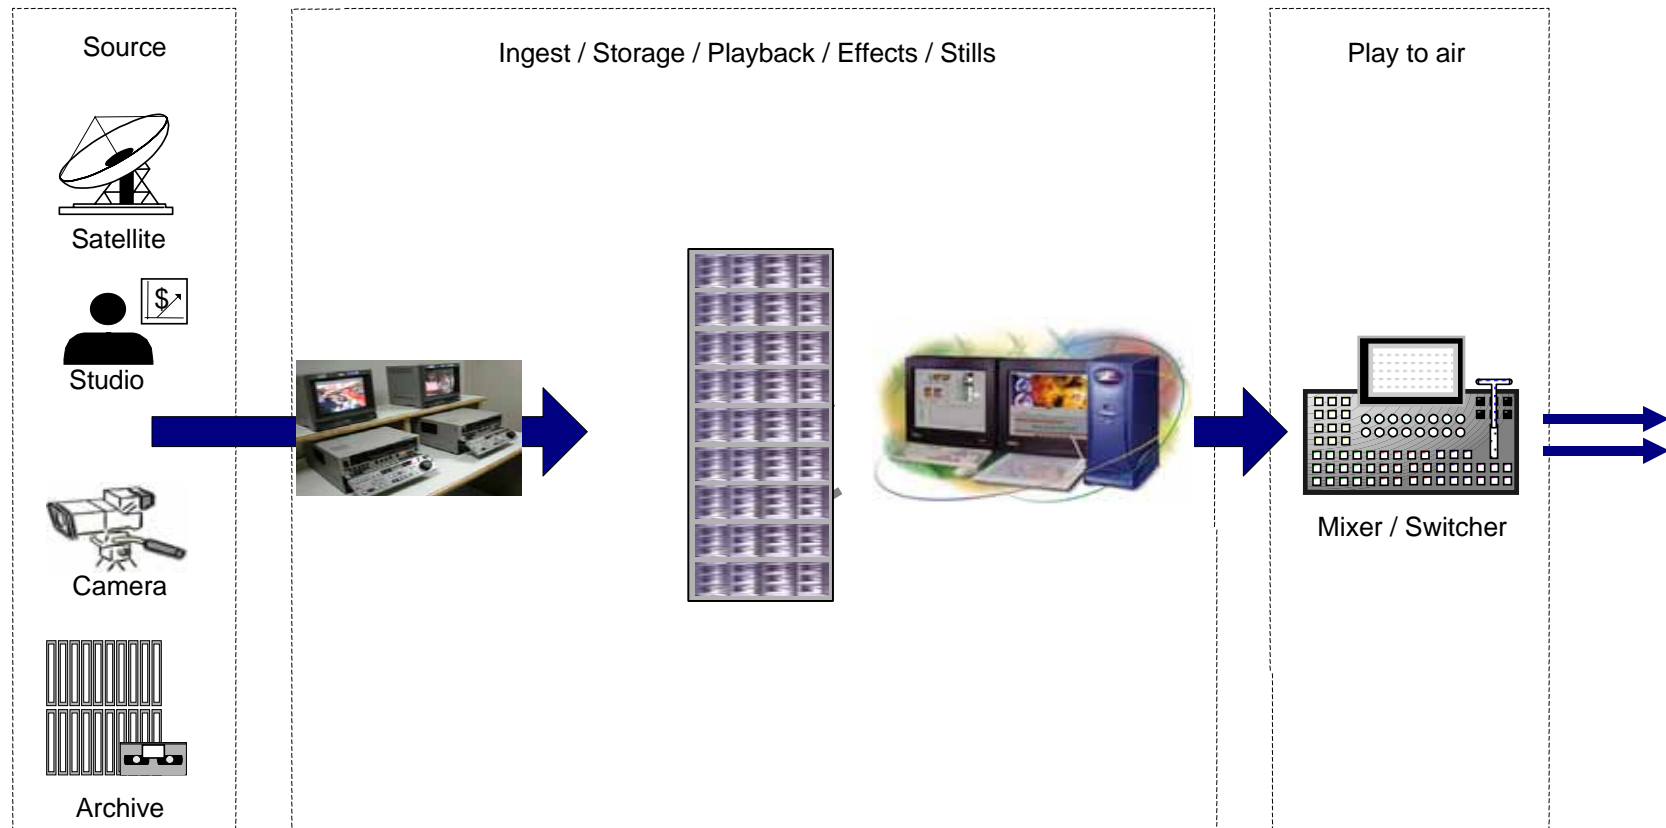 Source
Ingest / Storage / Playback / Effects / Stills
Play to air
Satellite
$
Studio
Camera
Archive
Mixer / Switcher